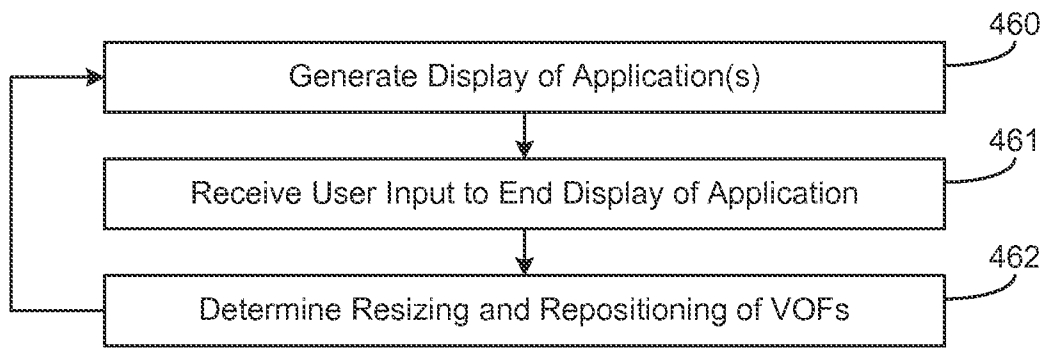 460
Generate Display of Application(s)
461
Receive User Input to End Display of Application
462
Determine Resizing and Repositioning of VOFs